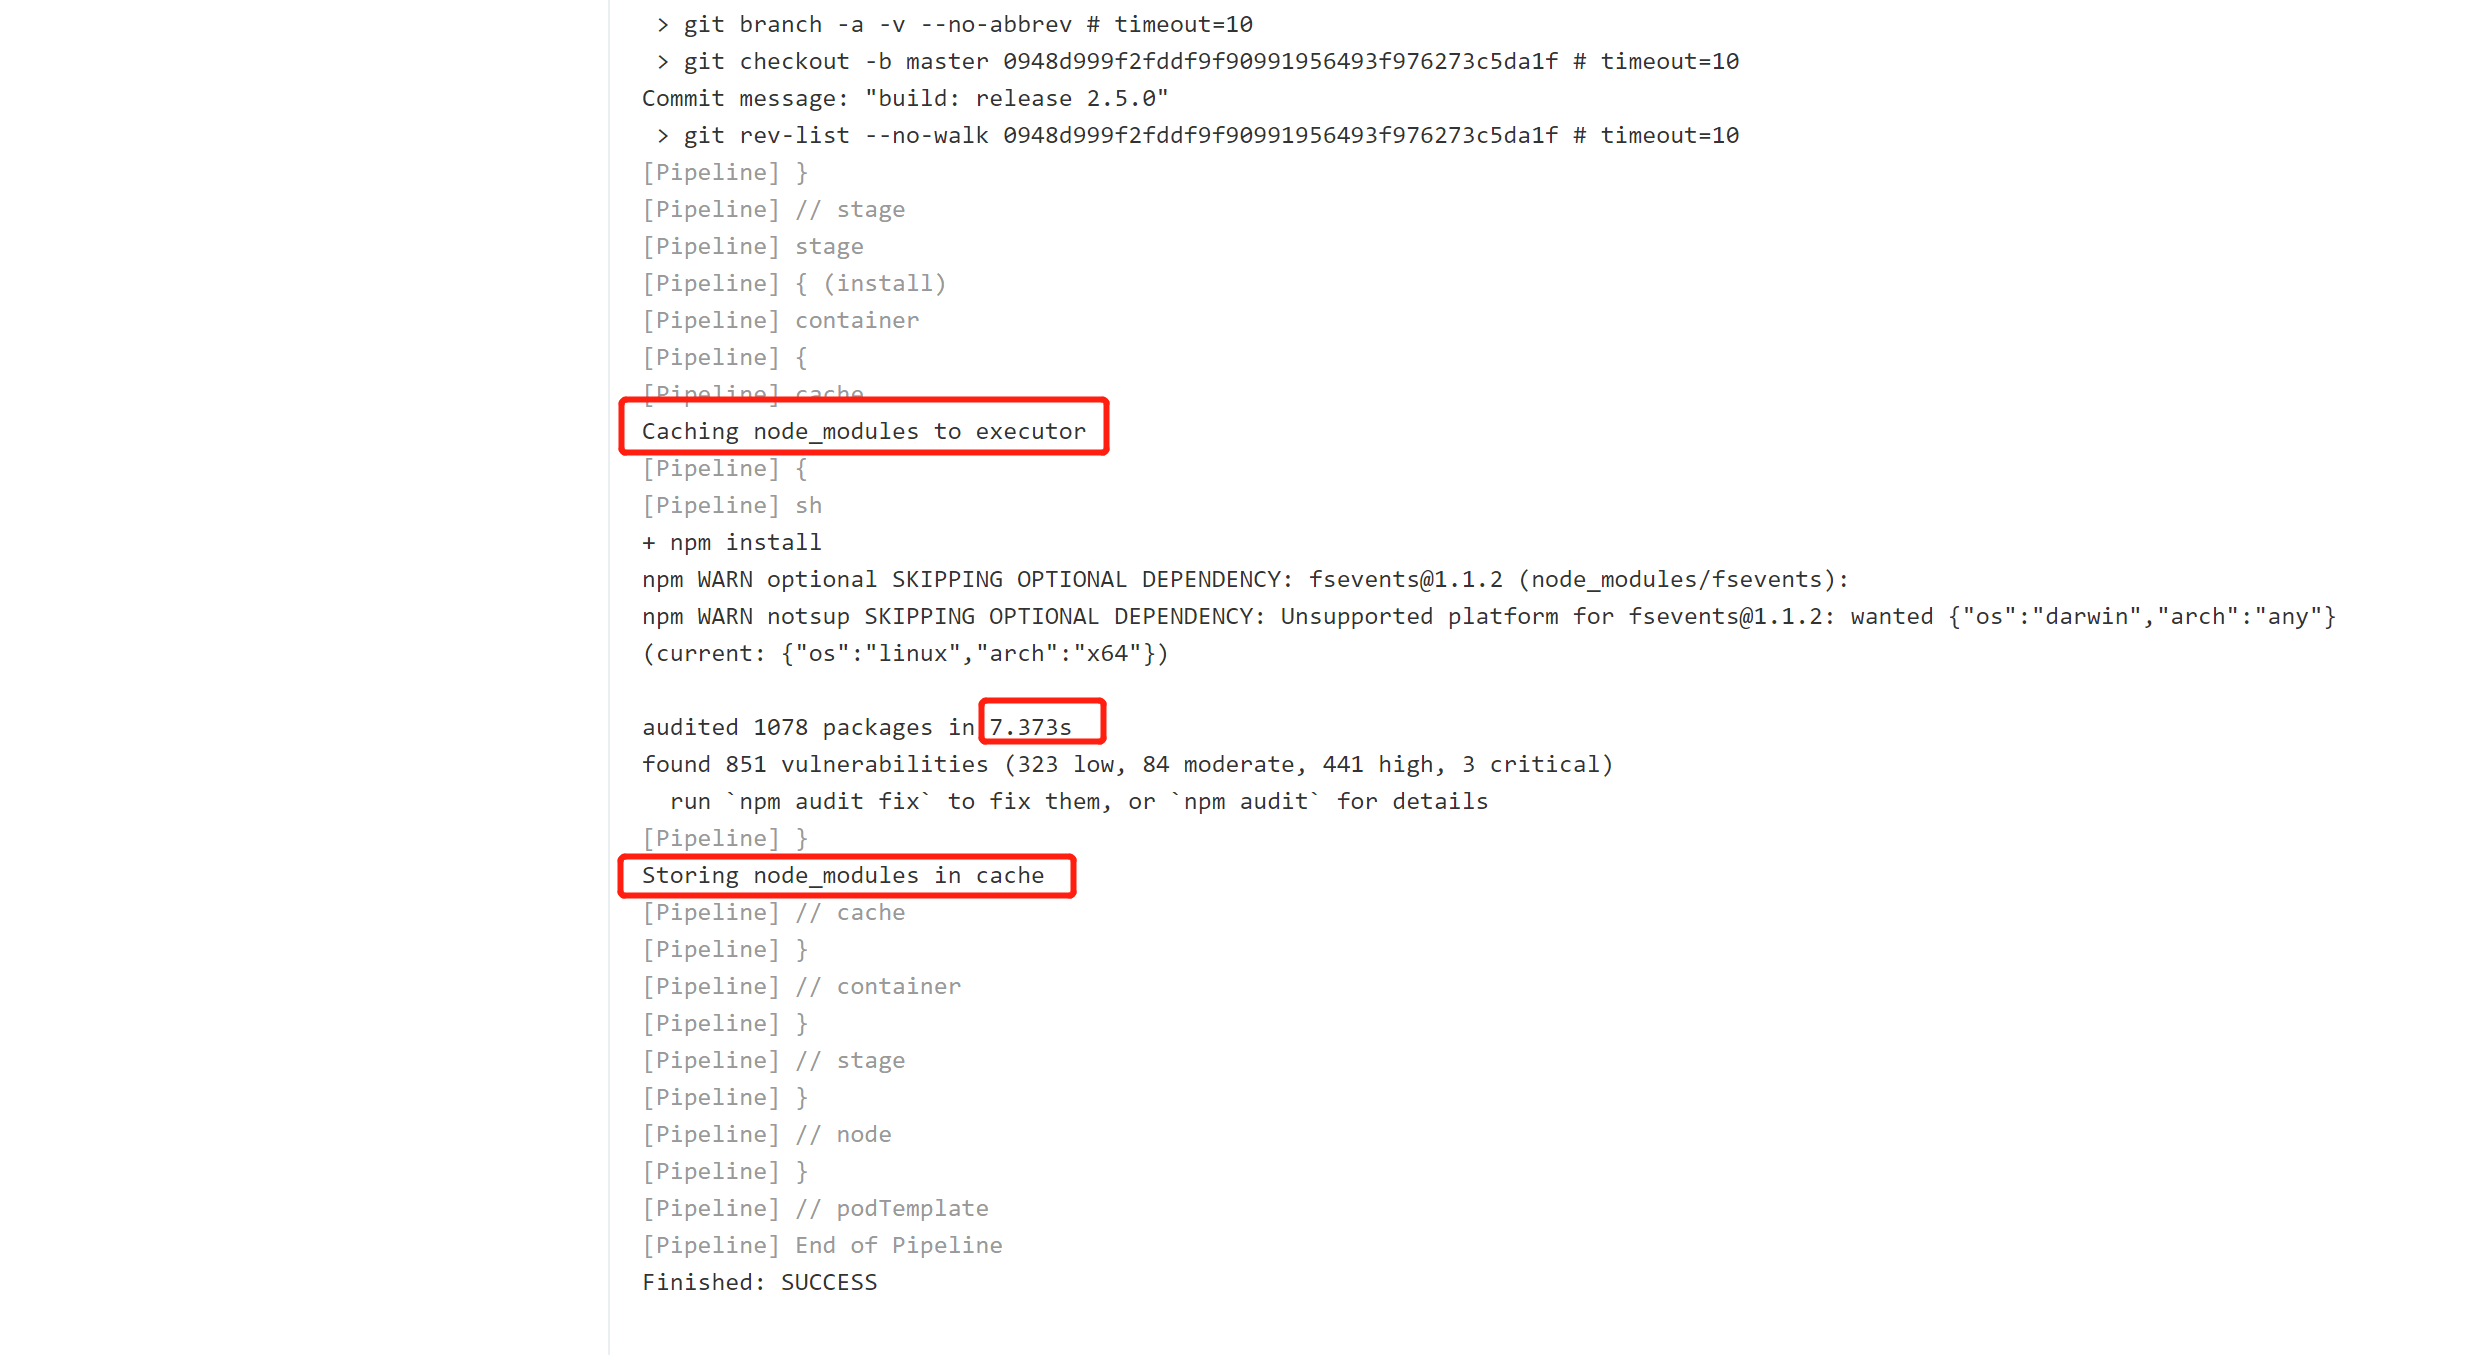 > git branch -a -v --no-abbrev # timeout=10
> git checkout -b master 0948d999f2fddf9f90991956493f976273c5da1f # timeout=10
Commit message: "build: release 2.5.0"
> git rev-list --no-walk 0948d999f2fddf9f90991956493f976273c5da1f # timeout=10
[Pipeline] }
[Pipeline] // stage
[Pipeline] stage
[Pipeline] { (install)
[Pipeline] container
[Pipeline] {
[Pipeline] cache
Caching node_modules to executor
[Pipeline] {
[Pipeline] sh
+ npm install
npm WARN optional SKIPPING OPTIONAL DEPENDENCY: fsevents@1.1.2 (node_modules/fsevents):
npm WARN notsup SKIPPING OPTIONAL DEPENDENCY: Unsupported platform for fsevents@1.1.2: wanted {"os":"darwin","arch":"any"}
(current: {"os":"linux","arch":"x64"})
audited 1078 packages in 7.373s
found 851 vulnerabilities (323 low, 84 moderate, 441 high, 3 critical)
run `npm audit fix` to fix them, or `npm audit` for details
[Pipeline] }
Storing node_modules in cache
[Pipeline] // cache
[Pipeline] }
[Pipeline] // container
[Pipeline] }
[Pipeline] // stage
[Pipeline] }
[Pipeline] // node
[Pipeline] }
[Pipeline] // podTemplate
[Pipeline] End of Pipeline
Finished: SUCCESS